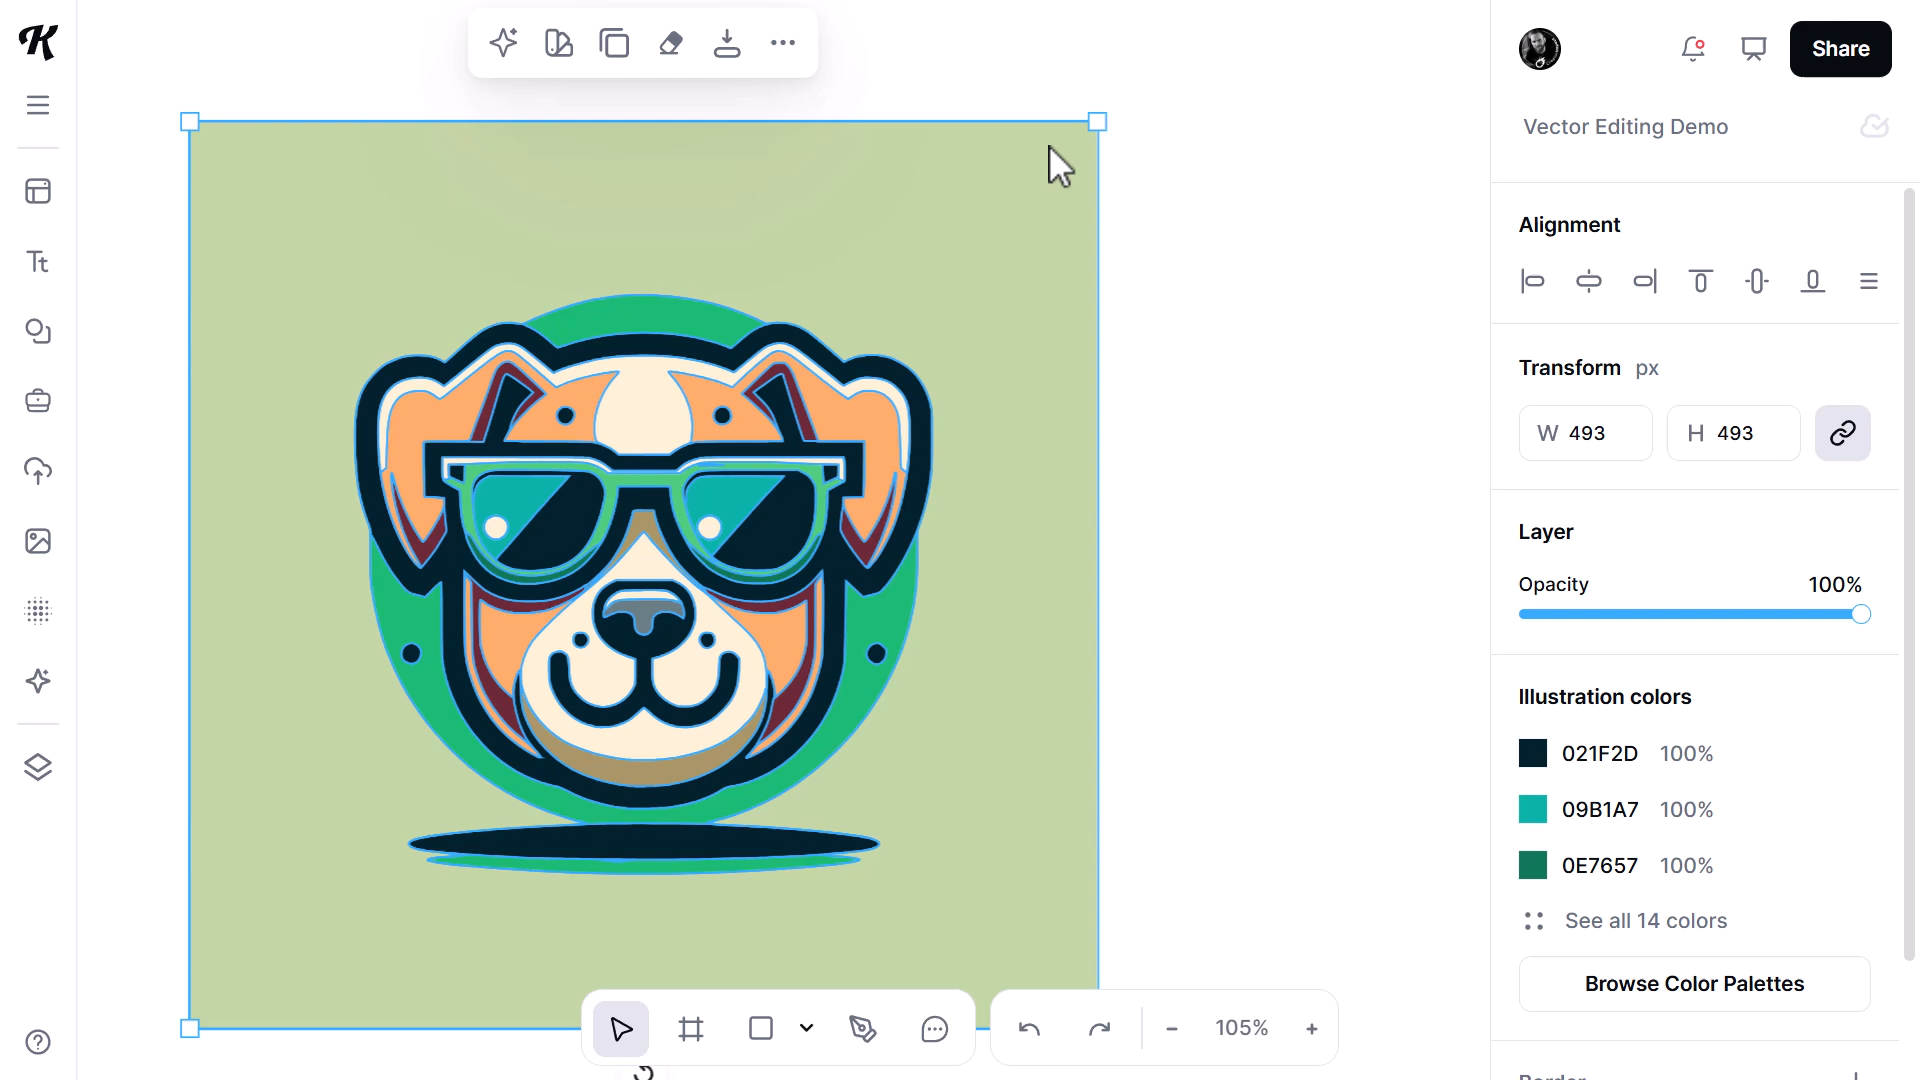 K
Share
Vector Editing Demo
Tt
Alignment
Transform px
W 493 H 493
Layer
Opacity 100%
Illustration colors
021F2D 100%
09B1A7 100%
0E7657 100%
See all 14 colors
Browse Color Palettes
105%